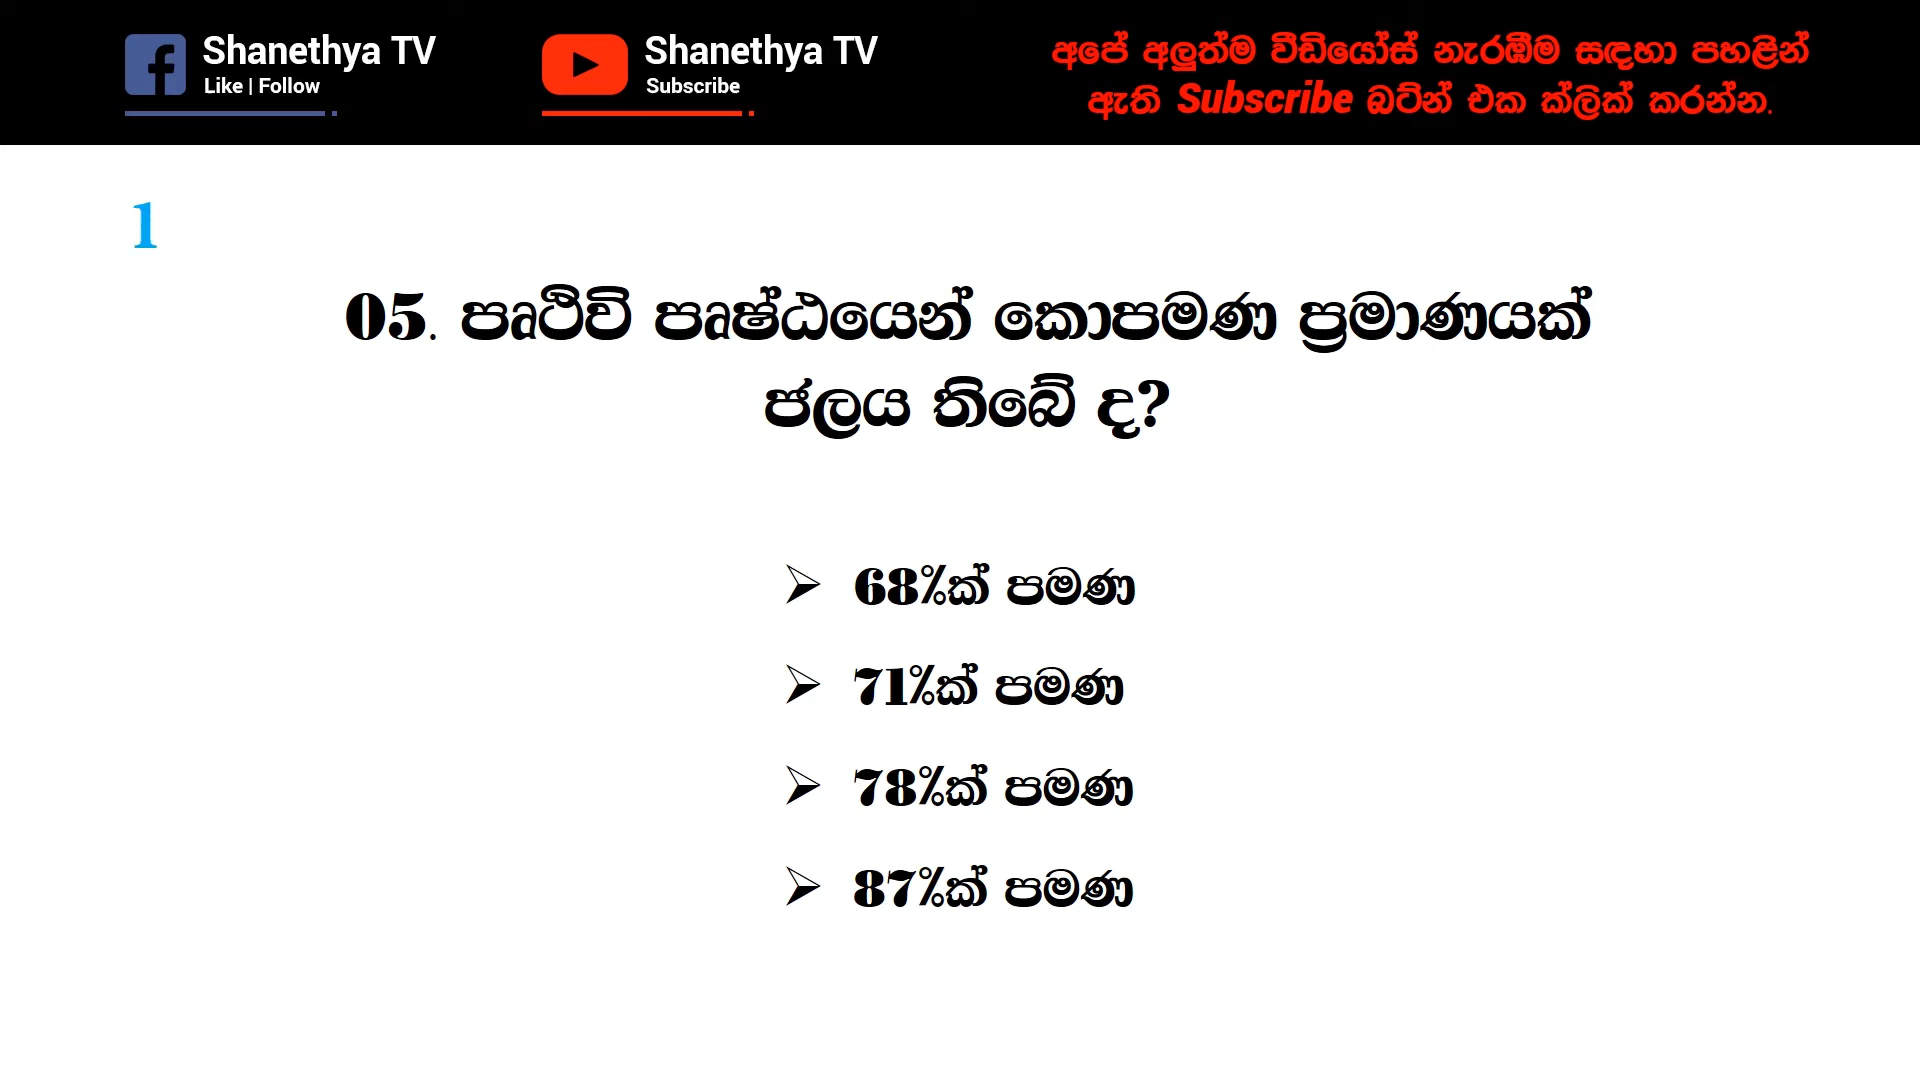 Shanethya TV
Like | Follow
Shanethya TV
Subscribe
අපේ අලුත්ම වීඩියෝස් නැරඹීම සඳහා පහළින්
ඇති Subscribe බටන් එක ක්ලික් කරන්න.
1
05. පෘථිවි පෘෂ්ඨයෙන් කොපමණ ප්‍රමාණයක්
ජලය තිබේ ද?
➢ 68%ක් පමණ
➢ 71%ක් පමණ
➢ 78%ක් පමණ
➢ 87%ක් පමණ